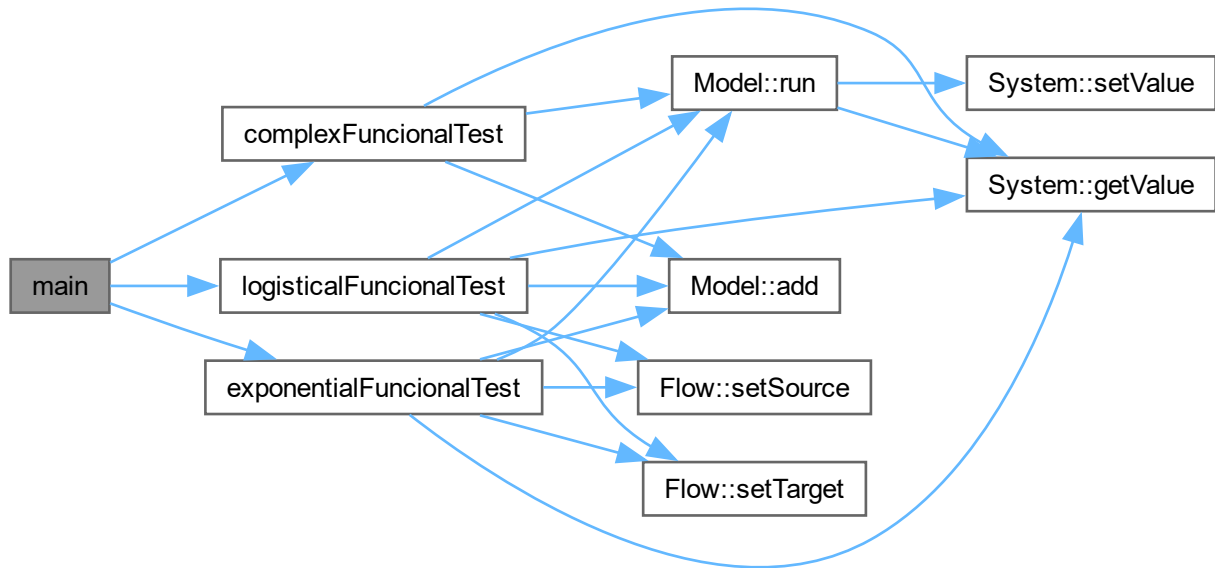 main
complexFuncionalTest
logisticalFuncionalTest
exponentialFuncionalTest
Model::run
Model::add
Flow::setSource
Flow::setTarget
System::setValue
System::getValue